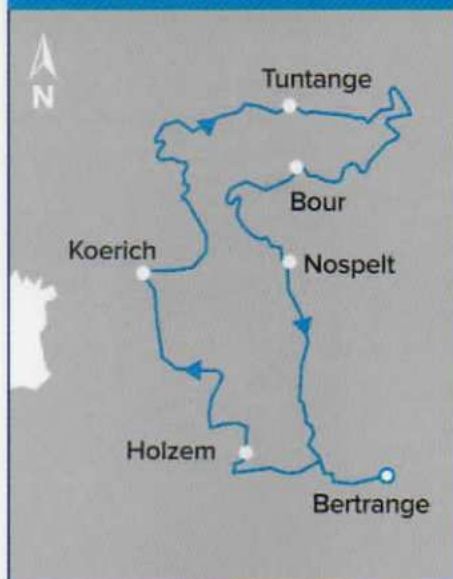 N
Tuntange
Bour
Koerich
Nospelt
Holzem
Bertrange